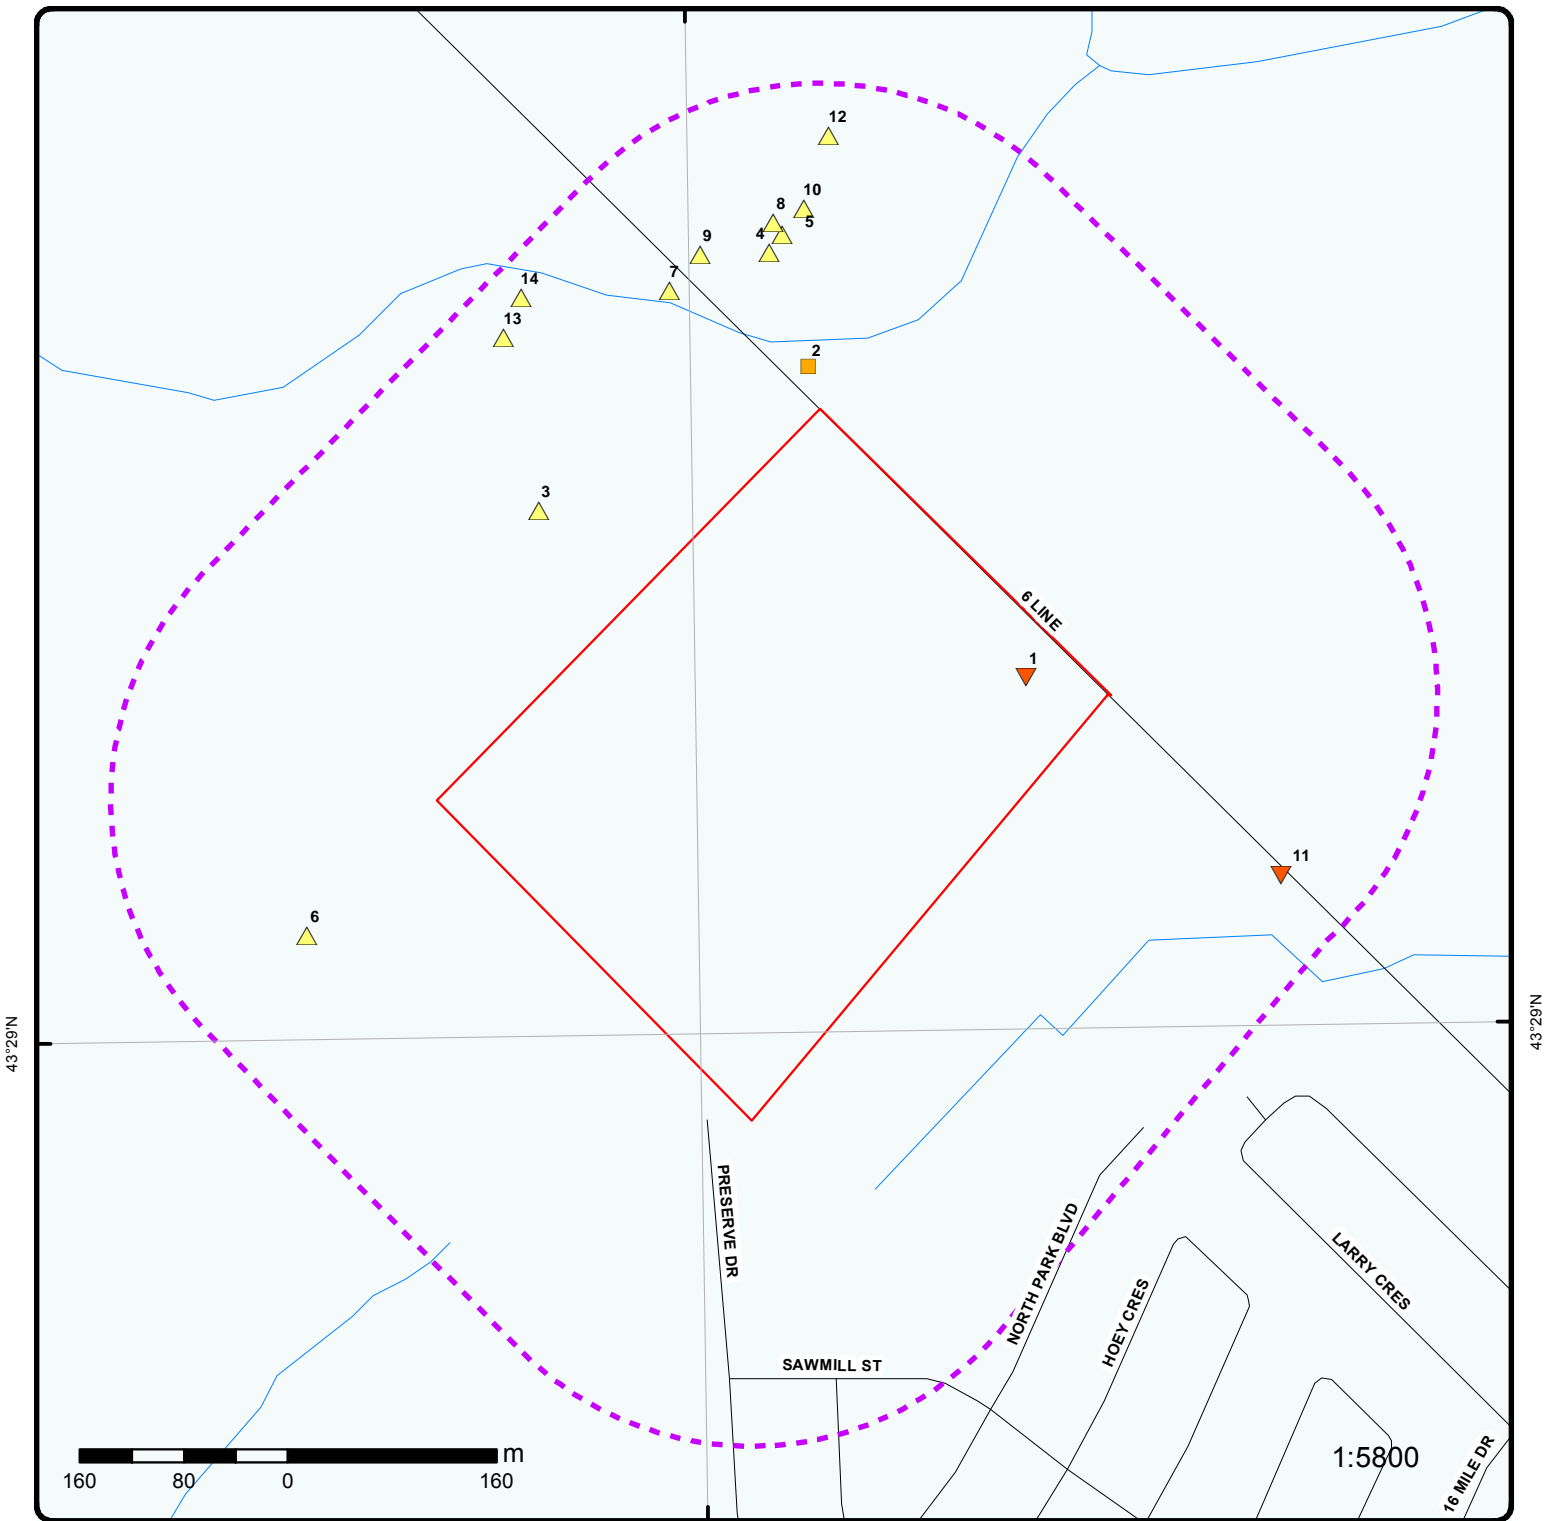 12
10
8
5
4
9
7
14
13
2
3
6 LINE
1
11
6
43°29'N
43°29'N
PRESERVE DR
NORTH PARK BLVD
LARRY CRES
HOEY CRES
SAWMILL ST
16 MILE DR
m
160 80 0 160
1:5800